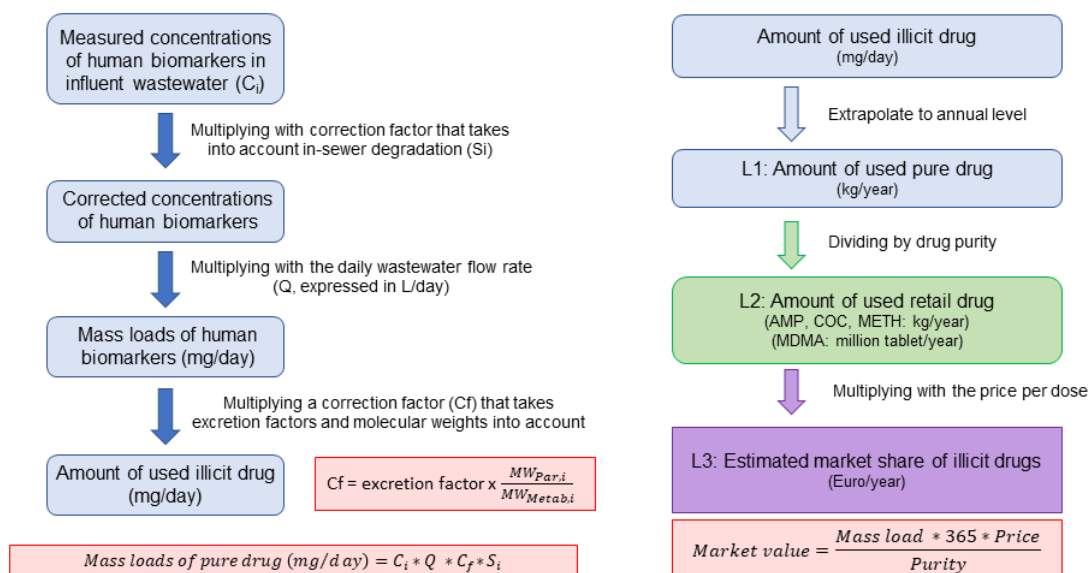 Measured concentrations
of human biomarkers in
influent wastewater (Ci)
Multiplying with correction factor that takes
into account in-sewer degradation (Si)
Corrected concentrations
of human biomarkers
Multiplying with the daily wastewater flow rate
(Q, expressed in L/day)
Mass loads of human
biomarkers (mg/day)
Multiplying a correction factor (Cf) that takes
excretion factors and molecular weights into account
Amount of used illicit drug
(mg/day)
Cf = excretion factor x MW_Par,i / MW_Metab,i
Mass loads of pure drug (mg/day) = C_i * Q * C_f * S_i
Amount of used illicit drug
(mg/day)
Extrapolate to annual level
L1: Amount of used pure drug
(kg/year)
Dividing by drug purity
L2: Amount of used retail drug
(AMP, COC, METH: kg/year)
(MDMA: million tablet/year)
Multiplying with the price per dose
L3: Estimated market share of illicit drugs
(Euro/year)
Market value = Mass load * 365 * Price / Purity